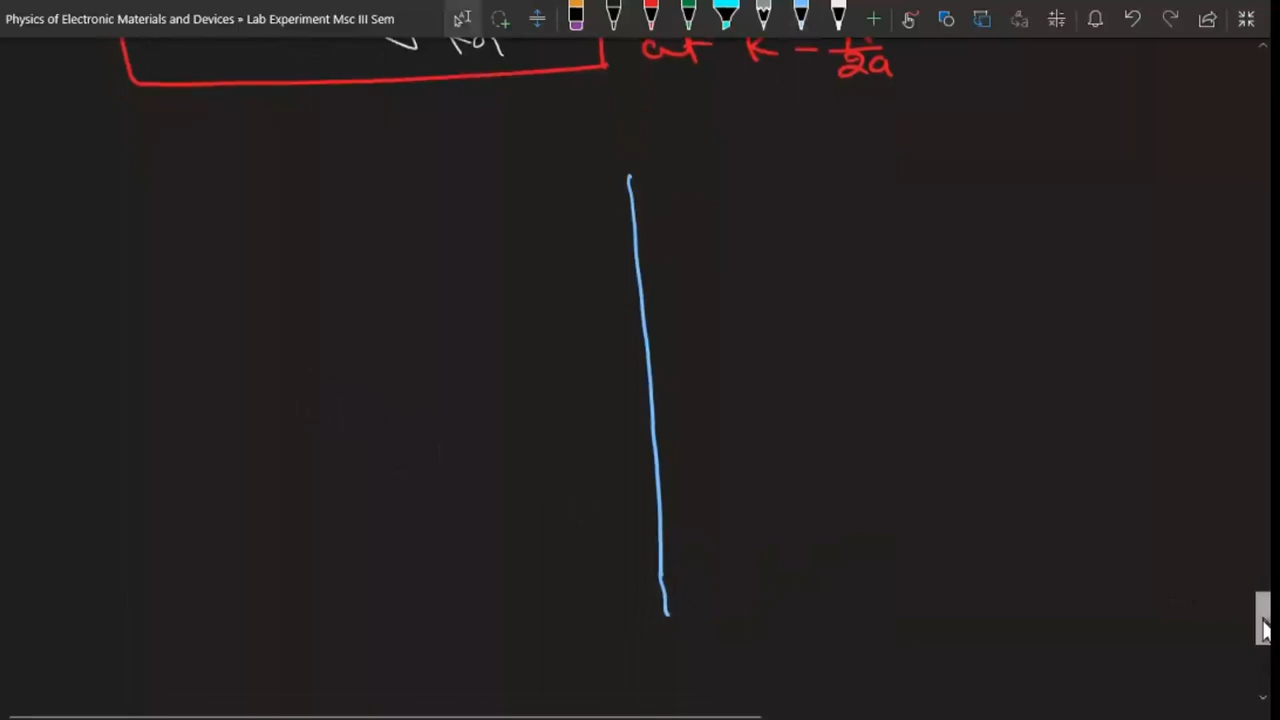 Physics of Electronic Materials and Devices » Lab Experiment Msc III Sem
at K - π/2a